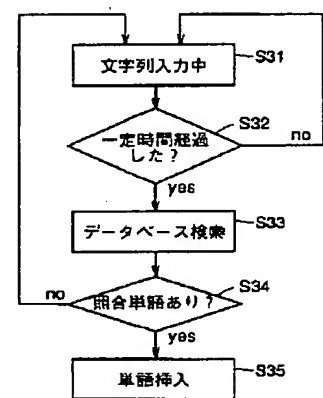 文字列入力中
S31
一定時間経過
した?
S32
no
yes
データベース検索
S33
照合単語あり?
S34
no
yes
単語挿入
S35